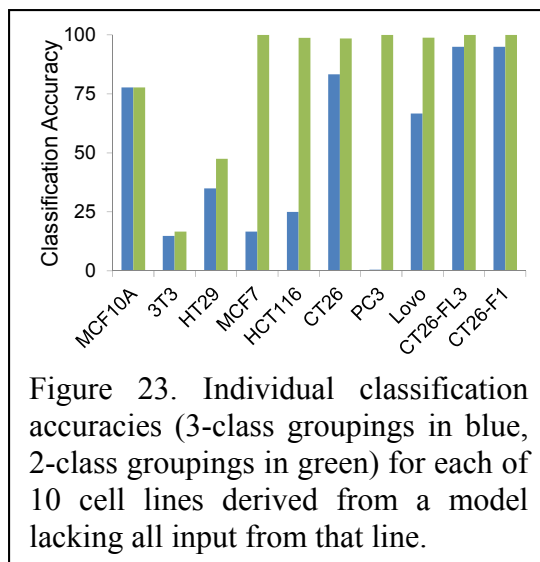 100
75
50
25
0
Classification Accuracy
MCF10A
3T3
HT29
MCF7
HCT116
CT26
PC3
Lovo
CT26-FL3
CT26-F1
Figure 23. Individual classification
accuracies (3-class groupings in blue,
2-class groupings in green) for each of
10 cell lines derived from a model
lacking all input from that line.